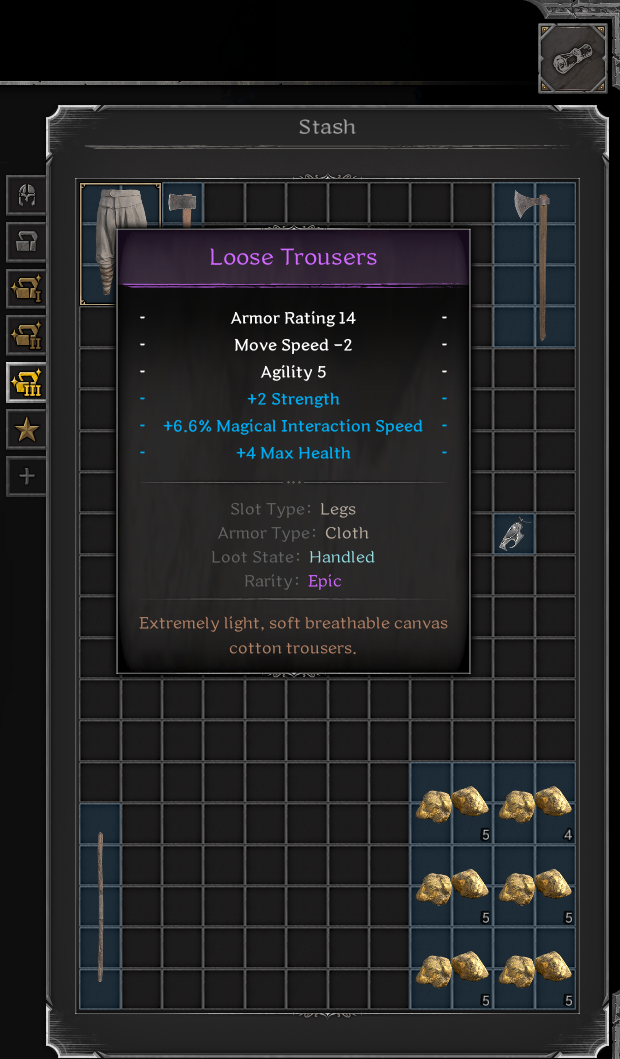 Stash
Loose Trousers
- Armor Rating 14 -
- Move Speed -2 -
- Agility 5 -
- +2 Strength -
- +6.6% Magical Interaction Speed -
- +4 Max Health -
Slot Type: Legs
Armor Type: Cloth
Loot State: Handled
Rarity: Epic
Extremely light, soft breathable canvas
cotton trousers.
I
II
III
5 4
5 5
5 5